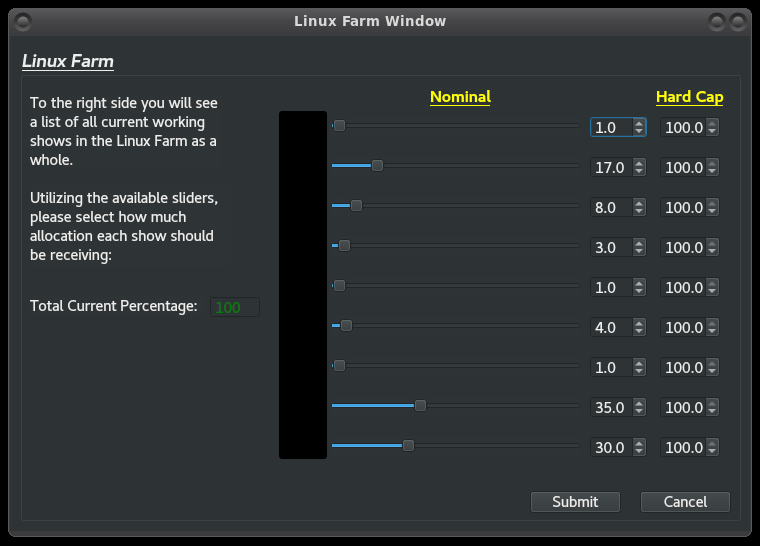 Linux Farm Window
Linux Farm
To the right side you will see
a list of all current working
shows in the Linux Farm as a
whole.
Utilizing the available sliders,
please select how much
allocation each show should
be receiving:
Total Current Percentage: 100
Nominal Hard Cap
1.0 100.0
17.0 100.0
8.0 100.0
3.0 100.0
1.0 100.0
4.0 100.0
1.0 100.0
35.0 100.0
30.0 100.0
Submit Cancel